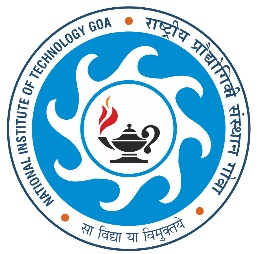 NATIONAL INSTITUTE OF TECHNOLOGY GOA
राष्ट्रीय प्रौद्योगिकी संस्थान गोवा
सा विद्या या विमुक्तये